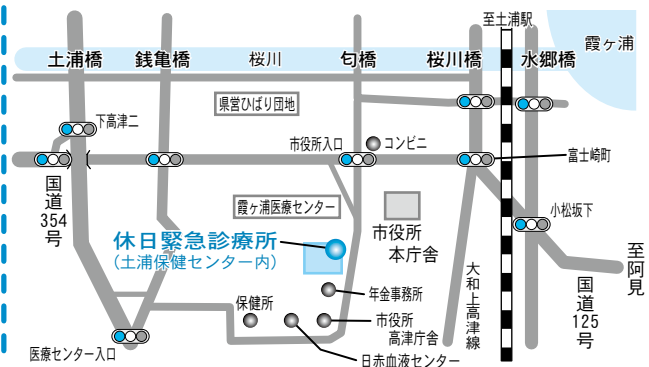 至土浦駅
霞ヶ浦
土浦橋
銭亀橋
桜川
匂橋
桜川橋
水郷橋
県営ひばり団地
下高津二
市役所入口
コンビニ
富士崎町
国道354号
霞ヶ浦医療センター
市役所
本庁舎
小松坂下
休日緊急診療所
(土浦保健センター内)
至阿見
大和上高津線
国道125号
年金事務所
保健所
市役所
高津庁舎
医療センター入口
日赤血液センター